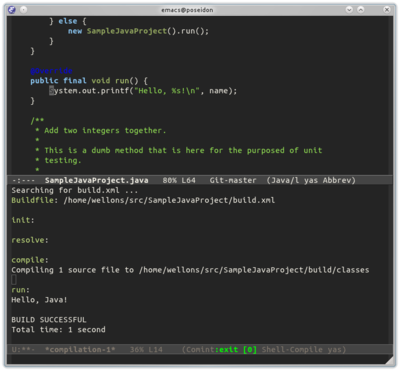 emacs@poseidon
} else {
new SampleJavaProject().run();
}
}
public final void run() {
System.out.printf("Hello, %s!\n", name);
}
/**
* Add two integers together.
*
* This is a dumb method that is here for the purposed of unit
* testing.
*
-:--- SampleJavaProject.java 80% L64 Git-master (Java/l yas Abbrev)
Searching for build.xml ...
Buildfile: /home/wellons/src/SampleJavaProject/build.xml
init:
resolve:
compile:
Compiling 1 source file to /home/wellons/src/SampleJavaProject/build/classes
run:
Hello, Java!
BUILD SUCCESSFUL
Total time: 1 second
U:**- *compilation-1* 36% L14 (Comint:exit [0] Shell-Compile yas)